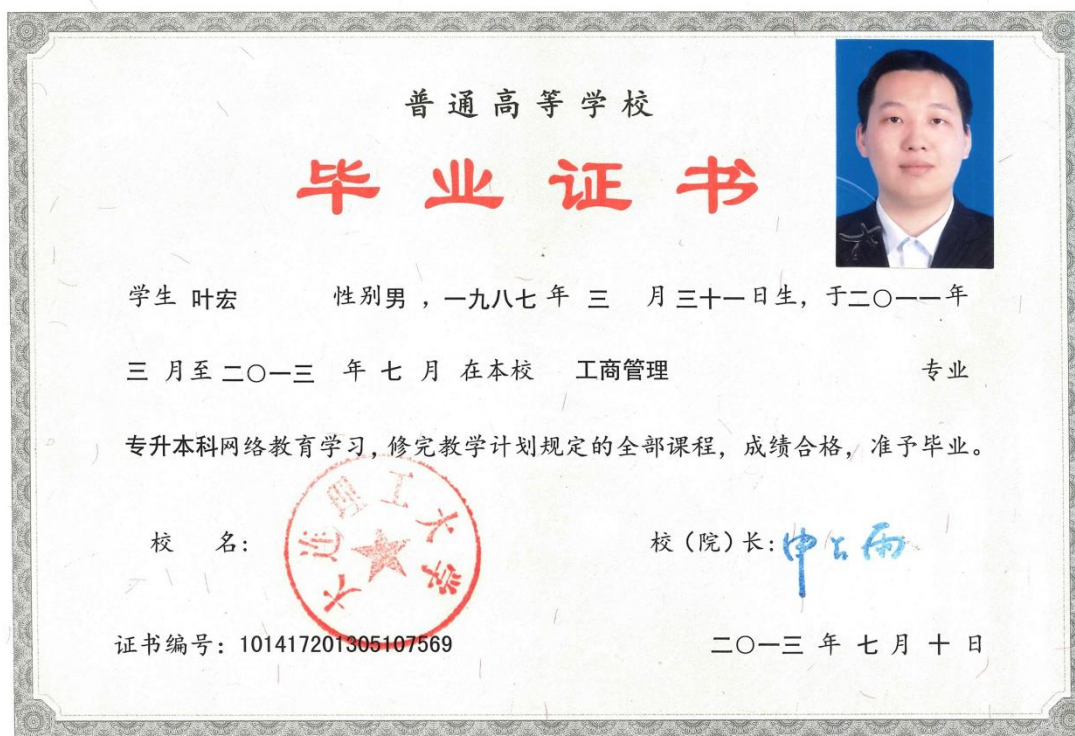 普通高等学校
毕业证书
学生 叶宏 性别男 ，一九八七 年 三 月 三十一日生，于二〇一一年
三 月至 二〇一三 年 七 月 在本校 工商管理 专业
专升本科网络教育学习，修完教学计划规定的全部课程，成绩合格，准予毕业。
校 名：
大连理工大学
校（院）长：申长雨
证书编号：101417201305107569
二〇一三 年 七 月 十 日